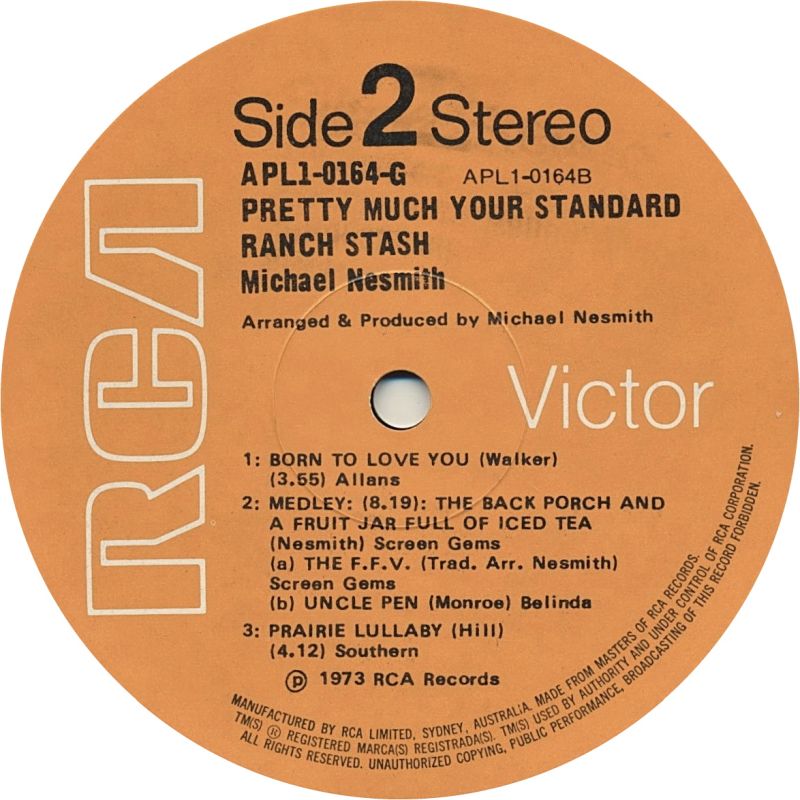 Side 2 Stereo
APL1-0164-G APL1-0164B
PRETTY MUCH YOUR STANDARD
RANCH STASH
Michael Nesmith
Arranged & Produced by Michael Nesmith
RCA
Victor
1: BORN TO LOVE YOU (Walker)
(3.55) Allans
2: MEDLEY: (8.19): THE BACK PORCH AND
A FRUIT JAR FULL OF ICED TEA
(Nesmith) Screen Gems
(a) THE F.F.V. (Trad. Arr. Nesmith)
Screen Gems
(b) UNCLE PEN (Monroe) Belinda
3: PRAIRIE LULLABY (Hill)
(4.12) Southern
℗ 1973 RCA Records
MANUFACTURED BY RCA LIMITED, SYDNEY, AUSTRALIA. MADE FROM MASTERS OF RCA RECORDS.
TM(S) ® REGISTERED MARCA(S) REGISTRADA(S). TM(S) USED BY AUTHORITY AND UNDER CONTROL OF RCA CORPORATION.
ALL RIGHTS RESERVED. UNAUTHORIZED COPYING, PUBLIC PERFORMANCE, BROADCASTING OF THIS RECORD FORBIDDEN.